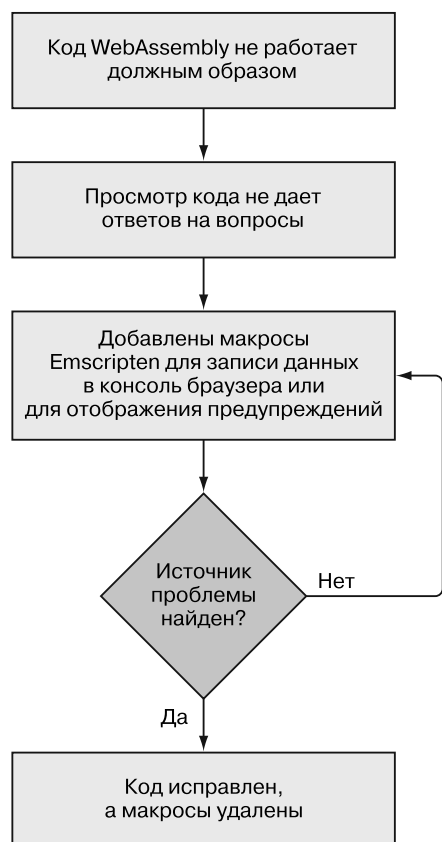 Код WebAssembly не работает
должным образом
Просмотр кода не дает
ответов на вопросы
Добавлены макросы
Emscripten для записи данных
в консоль браузера или
для отображения предупреждений
Источник
проблемы
найден?
Нет
Да
Код исправлен,
а макросы удалены